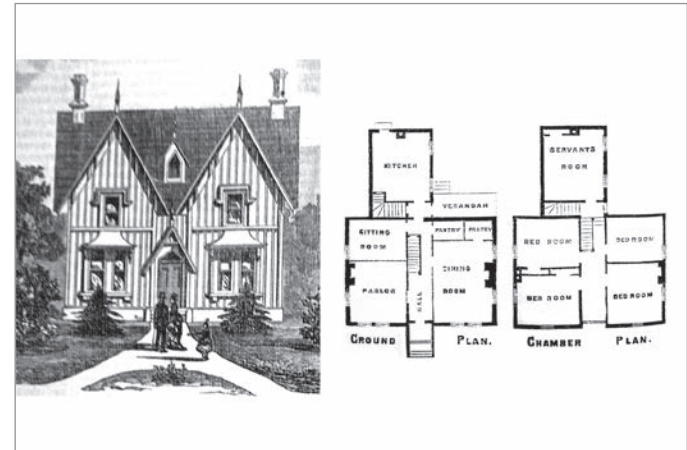 KITCHEN
VERANDAH
SITTING
ROOM
PANTRY
PANTRY
PARLOR
HALL
DINING
ROOM
GROUND PLAN.
SERVANTS
ROOM
BED ROOM
BED ROOM
BED ROOM
BED ROOM
CHAMBER PLAN.